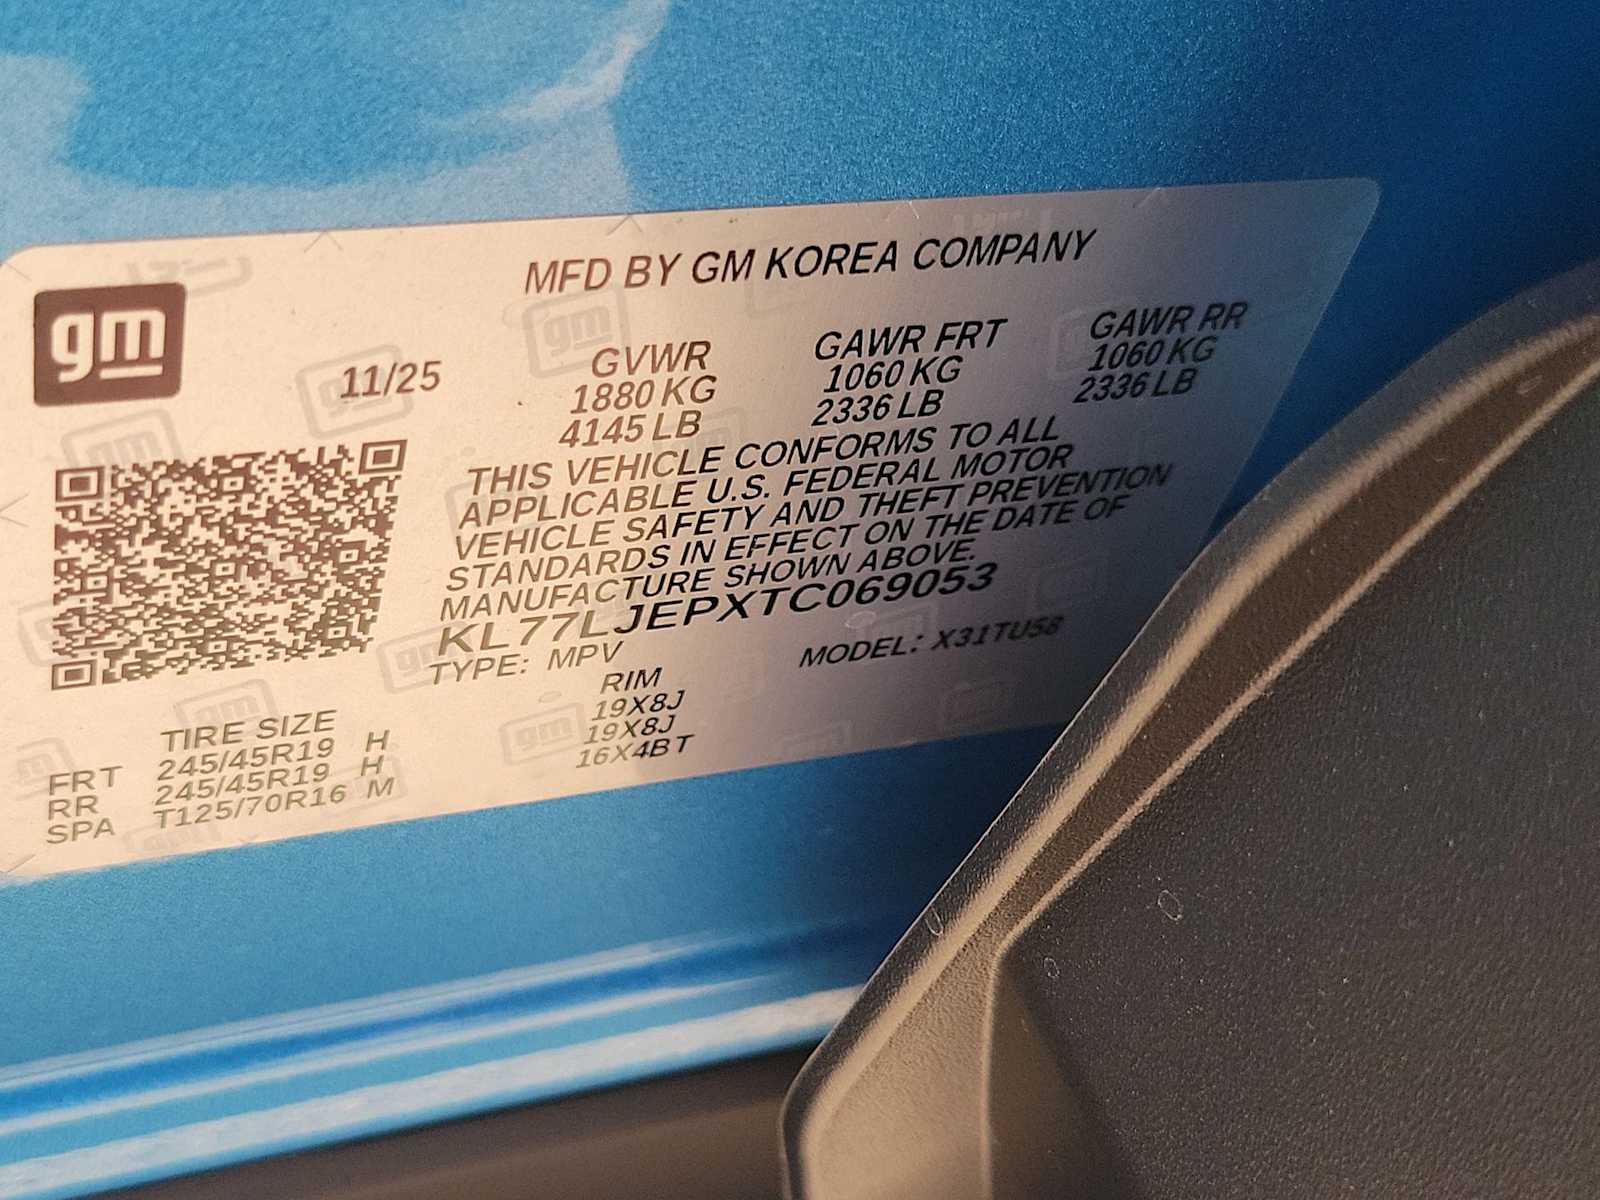 MFD BY GM KOREA COMPANY
gm
11/25
GVWR GAWR FRT GAWR RR
1880 KG 1060 KG 1060 KG
4145 LB 2336 LB 2336 LB
THIS VEHICLE CONFORMS TO ALL
APPLICABLE U.S. FEDERAL MOTOR
VEHICLE SAFETY AND THEFT PREVENTION
STANDARDS IN EFFECT ON THE DATE OF
MANUFACTURE SHOWN ABOVE.
KL77LJEPXTC069053
TYPE: MPV MODEL: X31TU58
TIRE SIZE RIM
FRT 245/45R19 H 19X8J
RR 245/45R19 H 19X8J
SPA T125/70R16 M 16X4BT